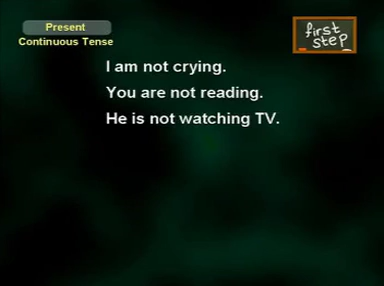 Present
Continuous Tense
first
step
I am not crying.
You are not reading.
He is not watching TV.